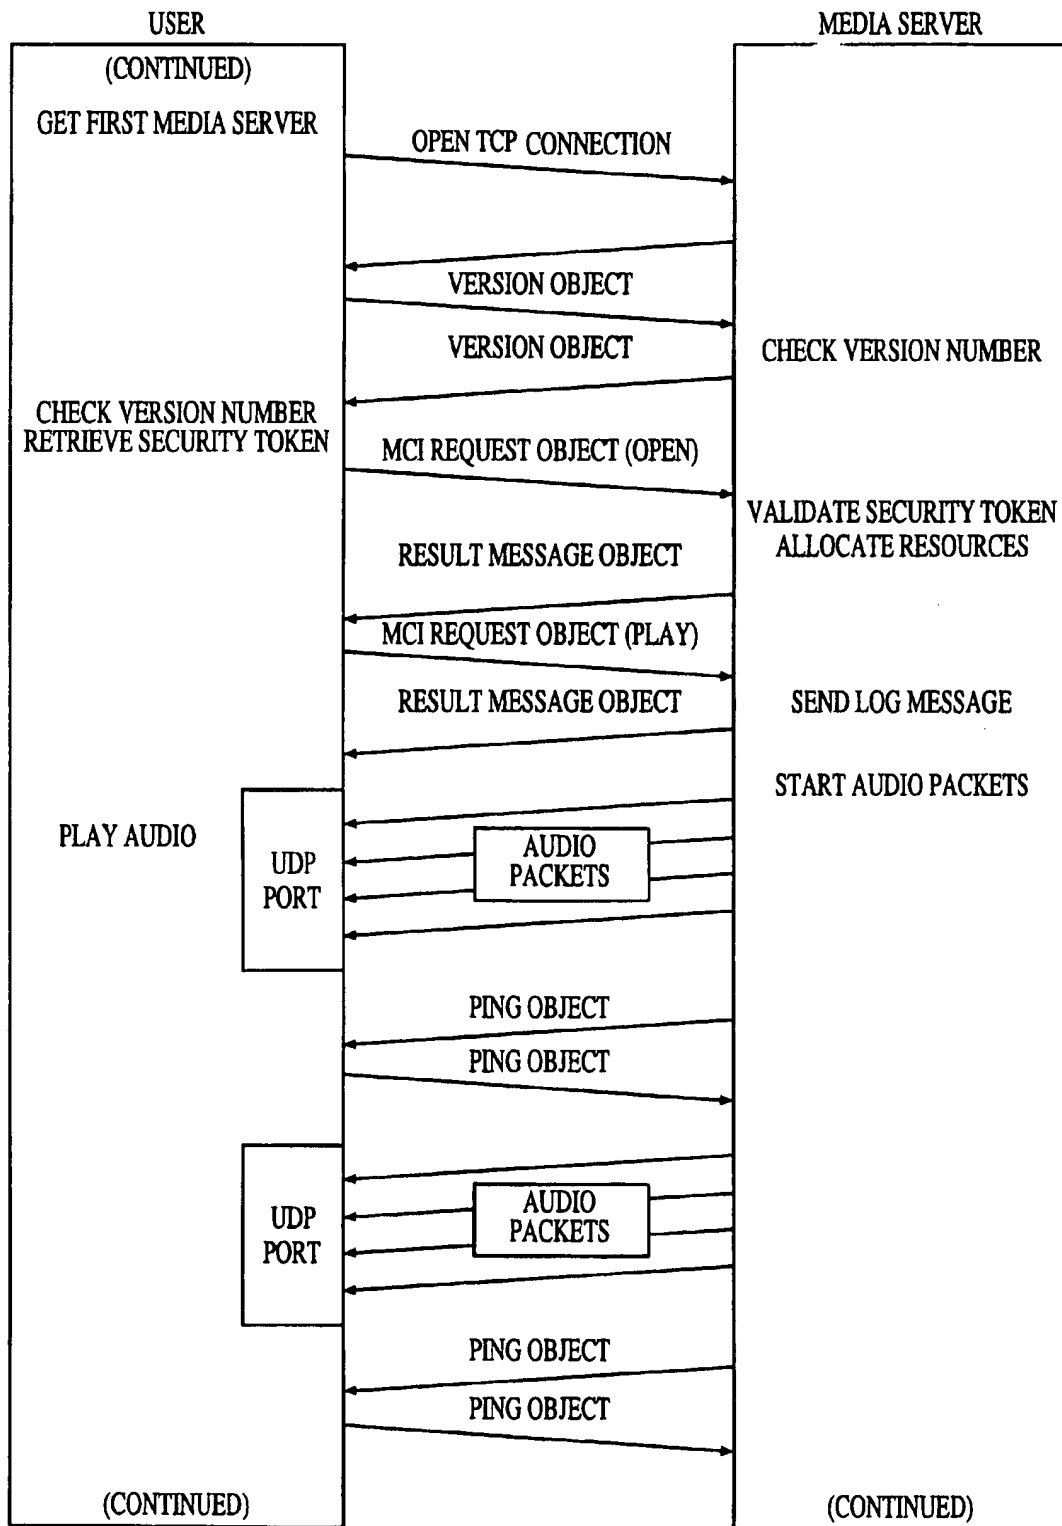 USER
MEDIA SERVER
(CONTINUED)
GET FIRST MEDIA SERVER
OPEN TCP CONNECTION
VERSION OBJECT
VERSION OBJECT
CHECK VERSION NUMBER
CHECK VERSION NUMBER
RETRIEVE SECURITY TOKEN
MCI REQUEST OBJECT (OPEN)
VALIDATE SECURITY TOKEN
ALLOCATE RESOURCES
RESULT MESSAGE OBJECT
MCI REQUEST OBJECT (PLAY)
RESULT MESSAGE OBJECT
SEND LOG MESSAGE
START AUDIO PACKETS
PLAY AUDIO
UDP
PORT
AUDIO
PACKETS
PING OBJECT
PING OBJECT
UDP
PORT
AUDIO
PACKETS
PING OBJECT
PING OBJECT
(CONTINUED)
(CONTINUED)